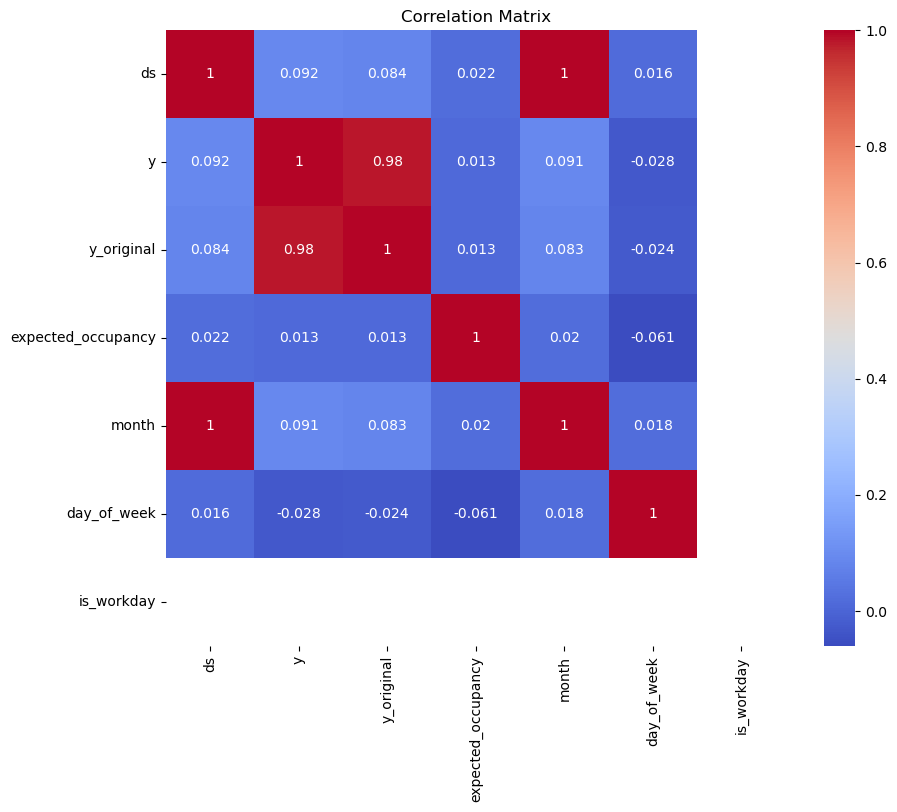 Correlation Matrix
ds 1 0.092 0.084 0.022 1 0.016
y 0.092 1 0.98 0.013 0.091 -0.028
y_original 0.084 0.98 1 0.013 0.083 -0.024
expected_occupancy 0.022 0.013 0.013 1 0.02 -0.061
month 1 0.091 0.083 0.02 1 0.018
day_of_week 0.016 -0.028 -0.024 -0.061 0.018 1
is_workday
ds y y_original expected_occupancy month day_of_week is_workday
1.0
0.8
0.6
0.4
0.2
0.0